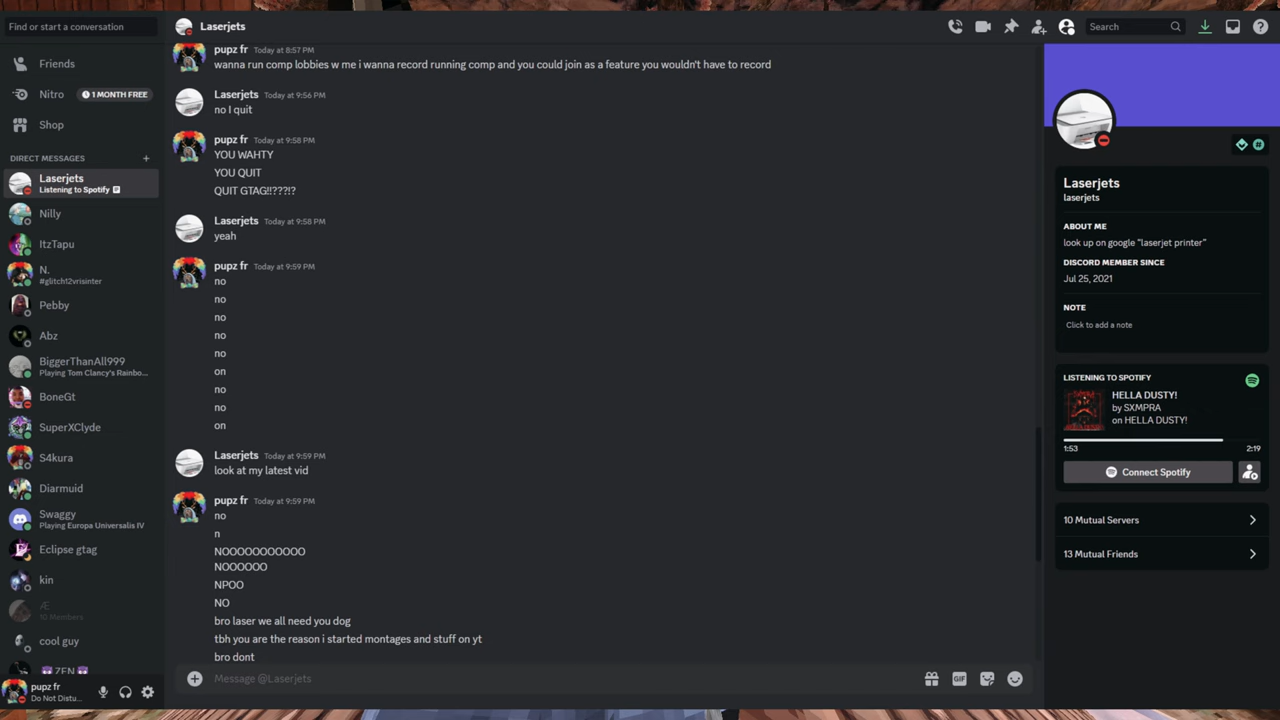 Find or start a conversation
Friends
Nitro
1 MONTH FREE
Shop
DIRECT MESSAGES
Laserjets
Listening to Spotify
Nilly
ItzTapu
N.
#glitch12vrisinter
Pebby
Abz
BiggerThanAll999
Playing Tom Clancy's Rainbo...
BoneGt
SuperXClyde
S4kura
Diarmuid
Swaggy
Playing Europa Universalis IV
Eclipse gtag
kin
Æ
10 Members
cool guy
ZEN
pupz fr
Do Not Distu...
Laserjets
Search
pupz fr Today at 8:57 PM
wanna run comp lobbies w me i wanna record running comp and you could join as a feature you wouldn't have to record
Laserjets Today at 9:56 PM
no I quit
pupz fr Today at 9:58 PM
YOU WAHTY
YOU QUIT
QUIT GTAG!!???!?
Laserjets Today at 9:58 PM
yeah
pupz fr Today at 9:59 PM
no
no
no
no
no
on
no
no
on
Laserjets Today at 9:59 PM
look at my latest vid
pupz fr Today at 9:59 PM
no
n
NOOOOOOOOOOO
NOOOOOO
NPOO
NO
bro laser we all need you dog
tbh you are the reason i started montages and stuff on yt
bro dont
Message @Laserjets
GIF
Laserjets
laserjets
ABOUT ME
look up on google "laserjet printer"
DISCORD MEMBER SINCE
Jul 25, 2021
NOTE
Click to add a note
LISTENING TO SPOTIFY
HELLA DUSTY!
by SXMPRA
on HELLA DUSTY!
1:53 2:19
Connect Spotify
10 Mutual Servers
13 Mutual Friends